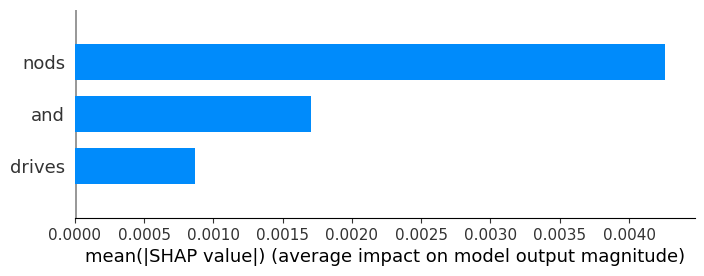 nods
and
drives
0.0000 0.0005 0.0010 0.0015 0.0020 0.0025 0.0030 0.0035 0.0040
mean(|SHAP value|) (average impact on model output magnitude)